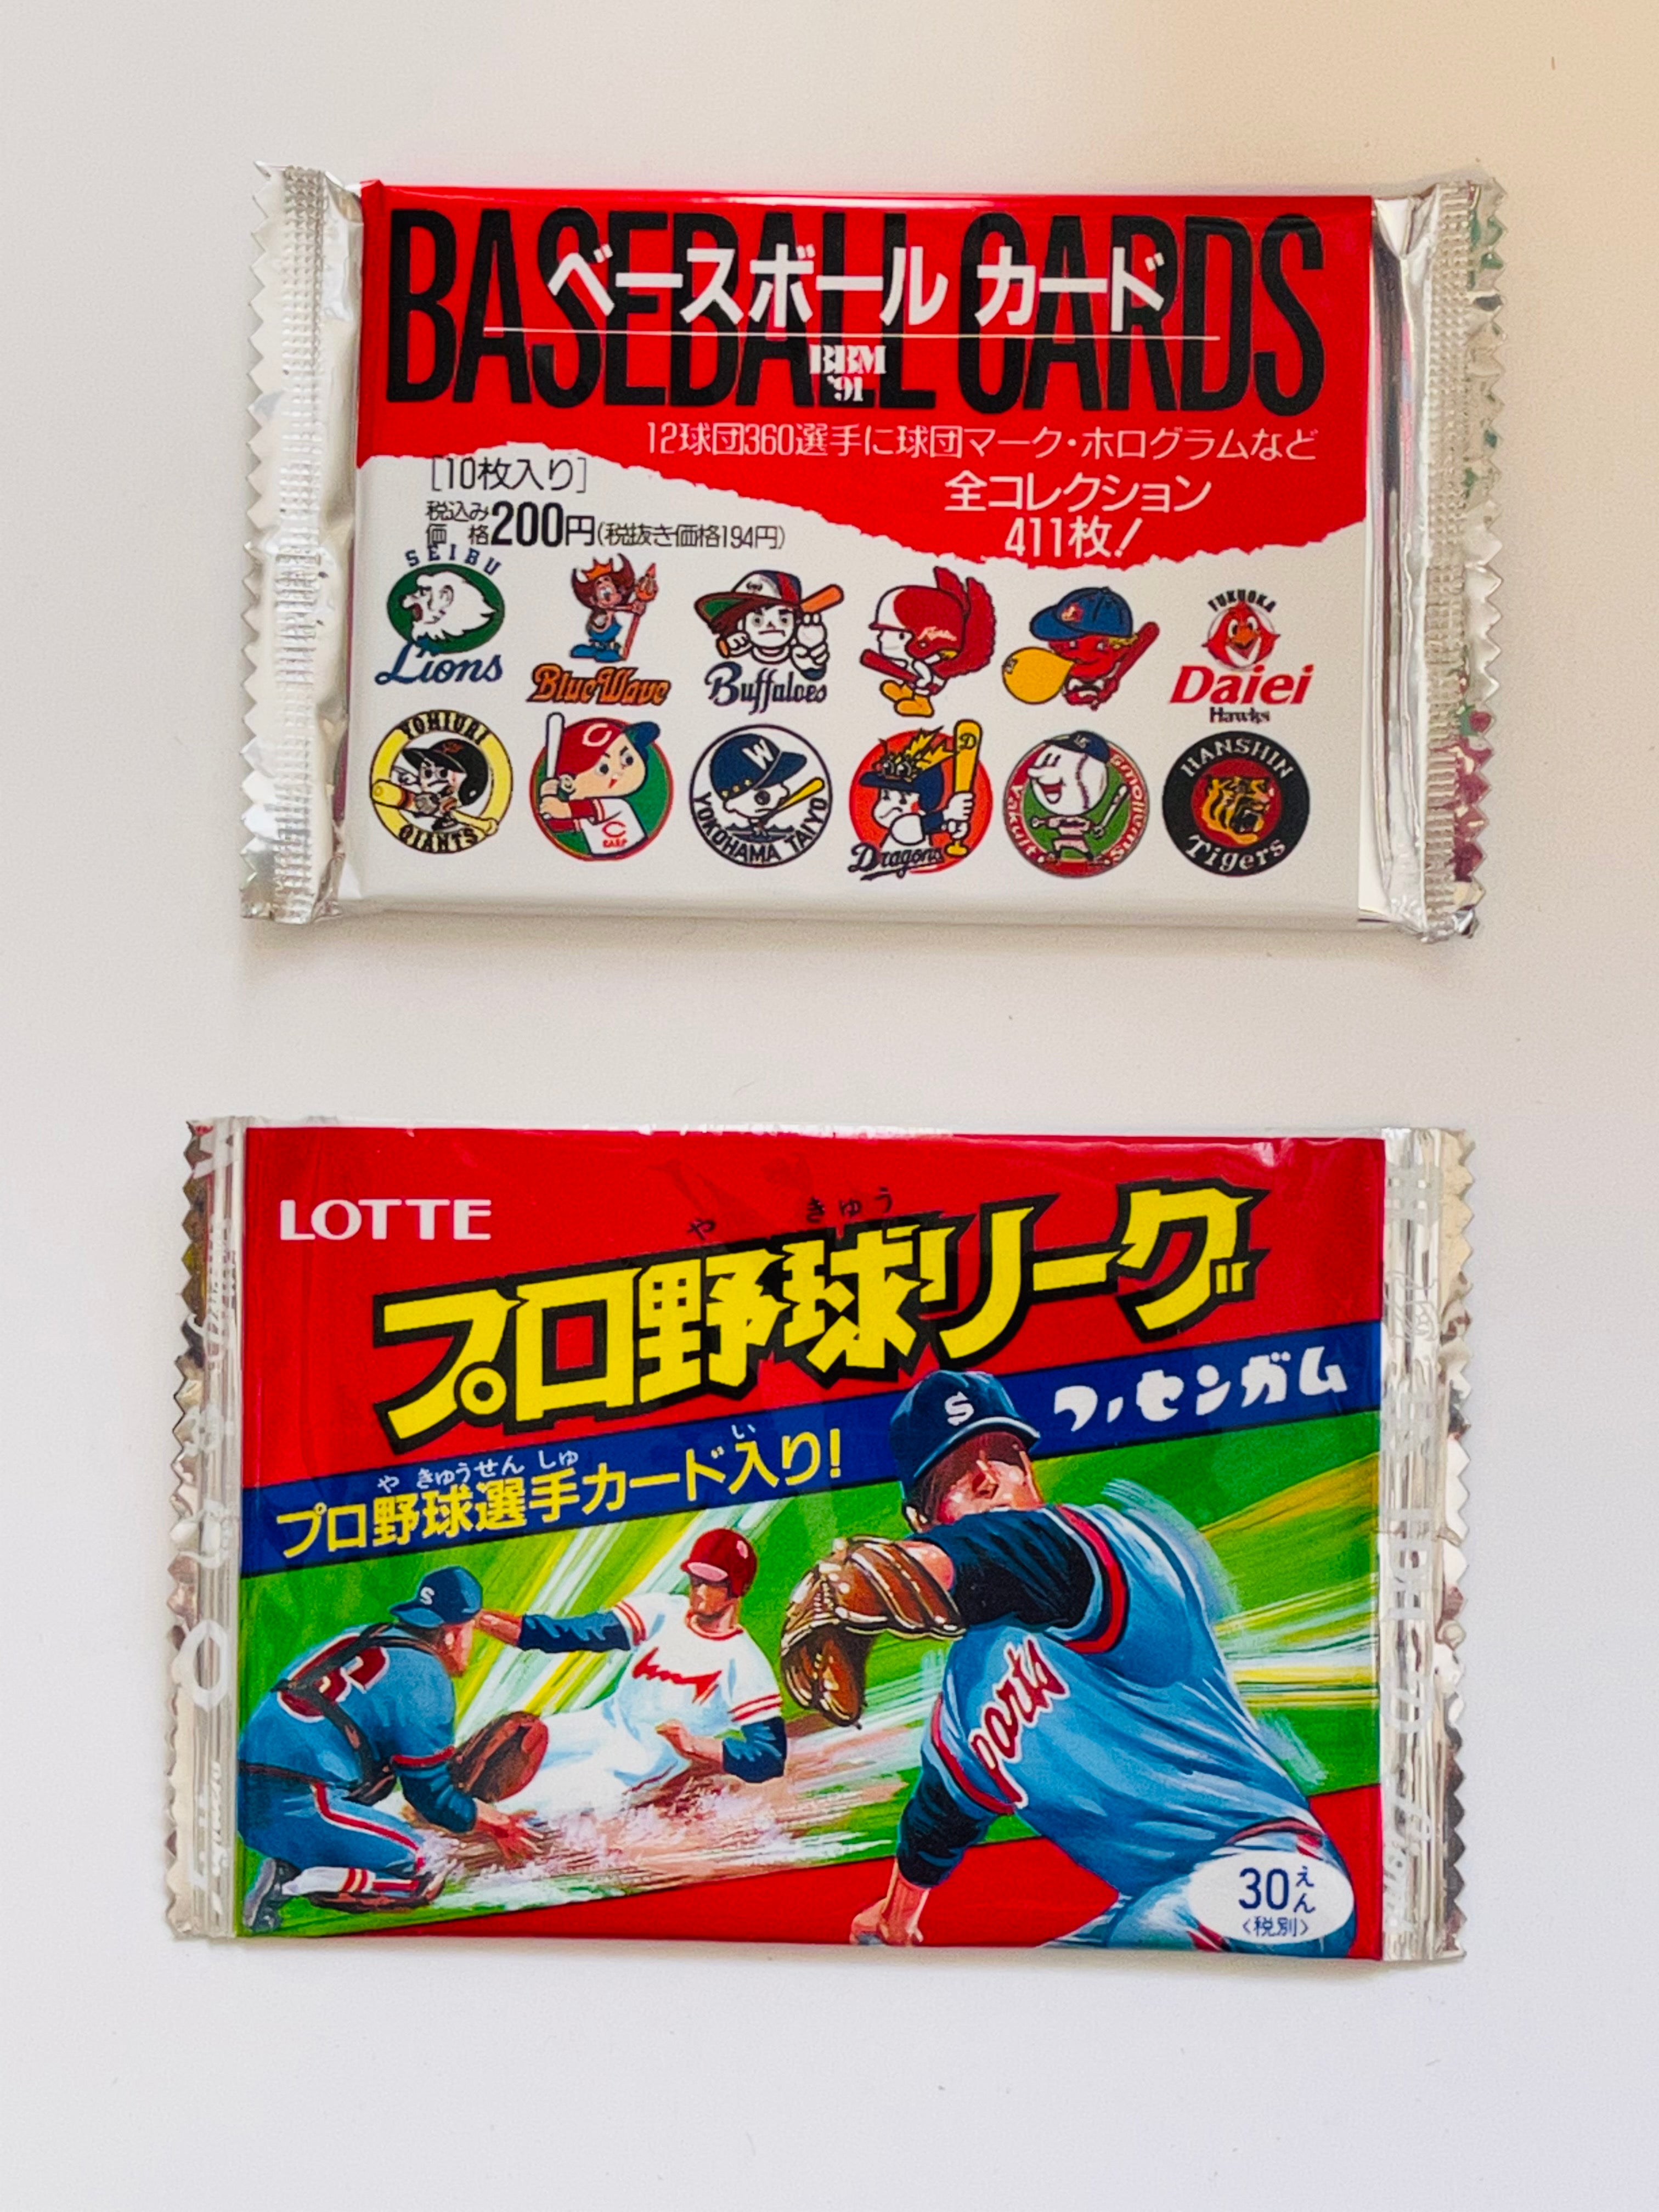 BASEBALL CARDS
ベースボール カード
BBM
'91
12球団360選手に球団マーク・ホログラムなど
全コレクション
411枚!
[10枚入り]
税込み
価格200円(税抜き価格194円)
SEIBU
Lions
BlueWave
Buffaloes
Fighters
FUKUOKA
Daiei
Hawks
YOMIURI
GIANTS
C
CARP
W
YOKOHAMA TAIYO
D
Dragons
Yakult
Swallows
HANSHIN
Tigers
LOTTE
や きゅう
プロ野球リーグ
フーセンガム
や きゅうせん しゅ い
プロ野球選手カード入り!
S
S
30えん
〈税別〉